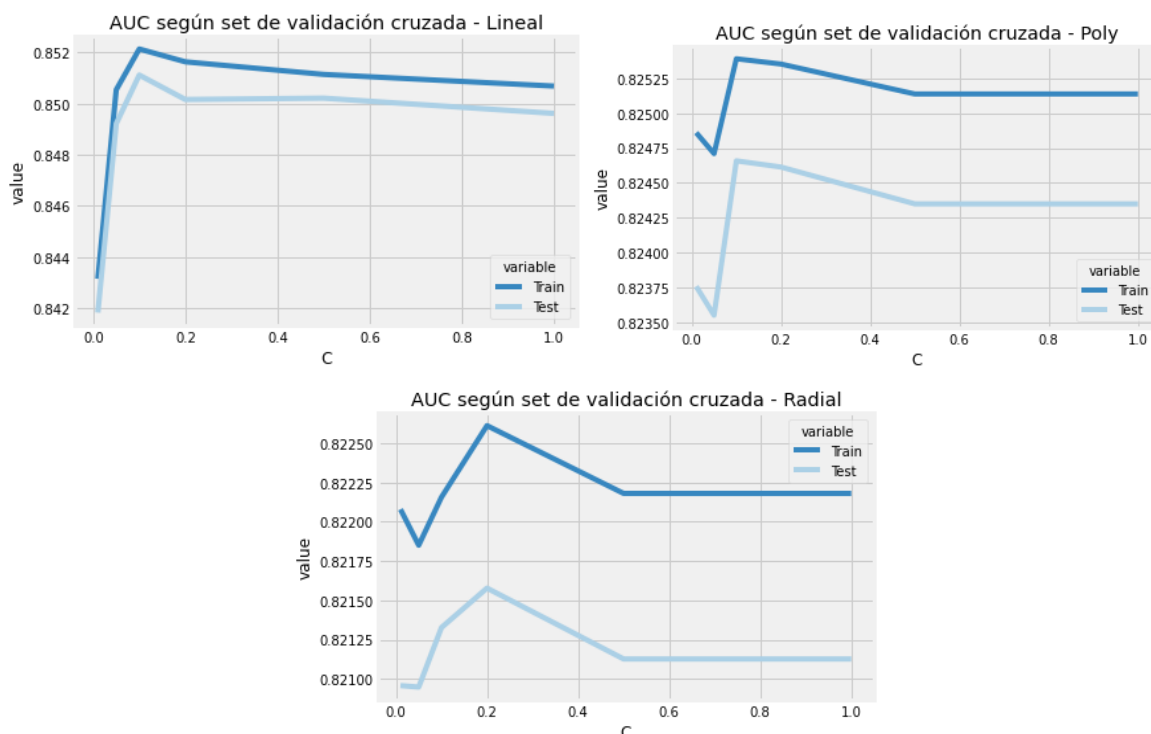 AUC según set de validación cruzada - Lineal
0.852
0.850
0.848
0.846
0.844
0.842
value
0.0
0.2
0.4
0.6
0.8
1.0
C
variable
Train
Test
AUC según set de validación cruzada - Poly
0.82525
0.82500
0.82475
0.82450
0.82425
0.82400
0.82375
0.82350
value
0.0
0.2
0.4
0.6
0.8
1.0
C
variable
Train
Test
AUC según set de validación cruzada - Radial
0.82250
0.82225
0.82200
0.82175
0.82150
0.82125
0.82100
value
0.0
0.2
0.4
0.6
0.8
1.0
C
variable
Train
Test